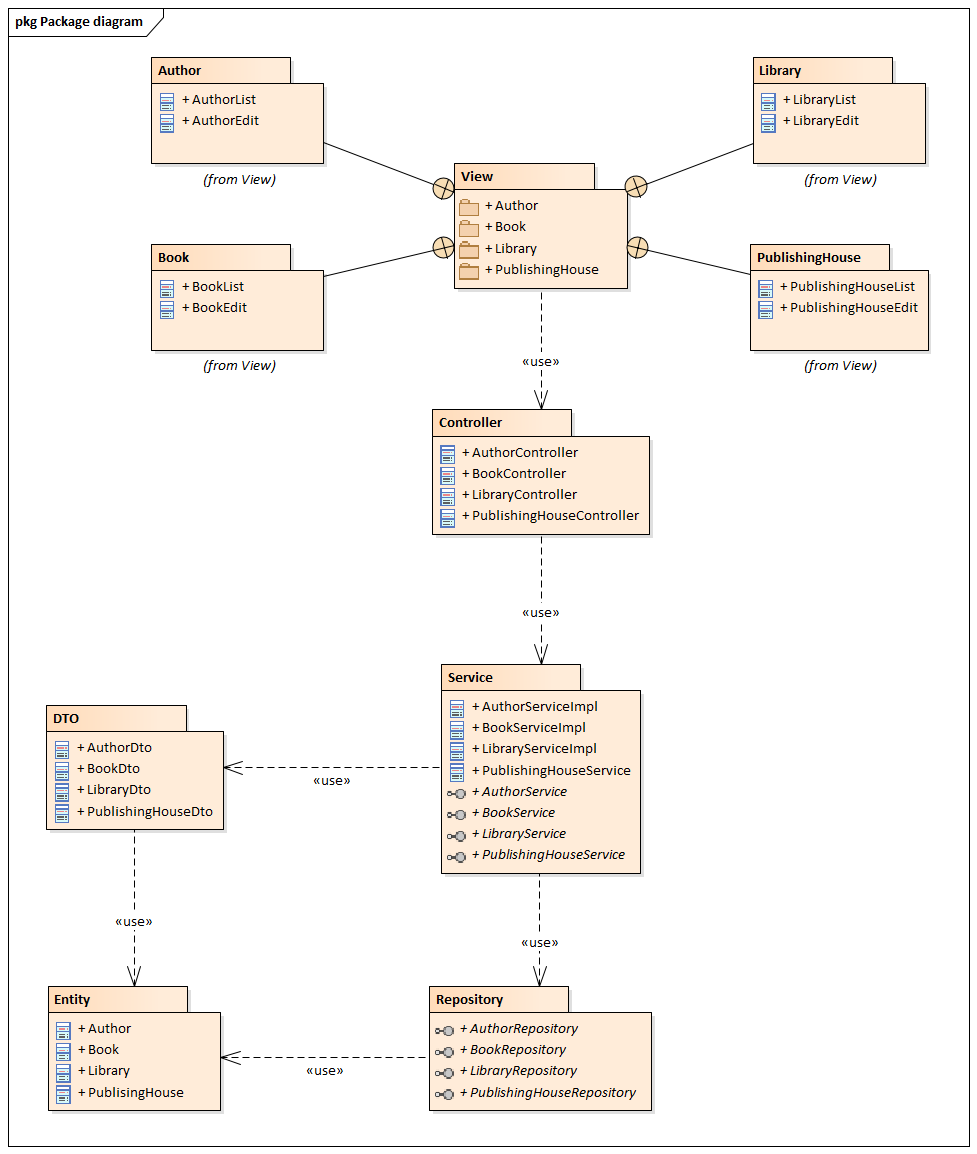 pkg Package diagram
Author
+ AuthorList
+ AuthorEdit
(from View)
Library
+ LibraryList
+ LibraryEdit
(from View)
View
+ Author
+ Book
+ Library
+ PublishingHouse
Book
+ BookList
+ BookEdit
(from View)
PublishingHouse
+ PublishingHouseList
+ PublishingHouseEdit
(from View)
«use»
Controller
+ AuthorController
+ BookController
+ LibraryController
+ PublishingHouseController
«use»
Service
+ AuthorServiceImpl
+ BookServiceImpl
+ LibraryServiceImpl
+ PublishingHouseService
+ AuthorService
+ BookService
+ LibraryService
+ PublishingHouseService
DTO
+ AuthorDto
+ BookDto
+ LibraryDto
+ PublishingHouseDto
«use»
«use»
«use»
Entity
+ Author
+ Book
+ Library
+ PublisingHouse
Repository
+ AuthorRepository
+ BookRepository
+ LibraryRepository
+ PublishingHouseRepository
«use»